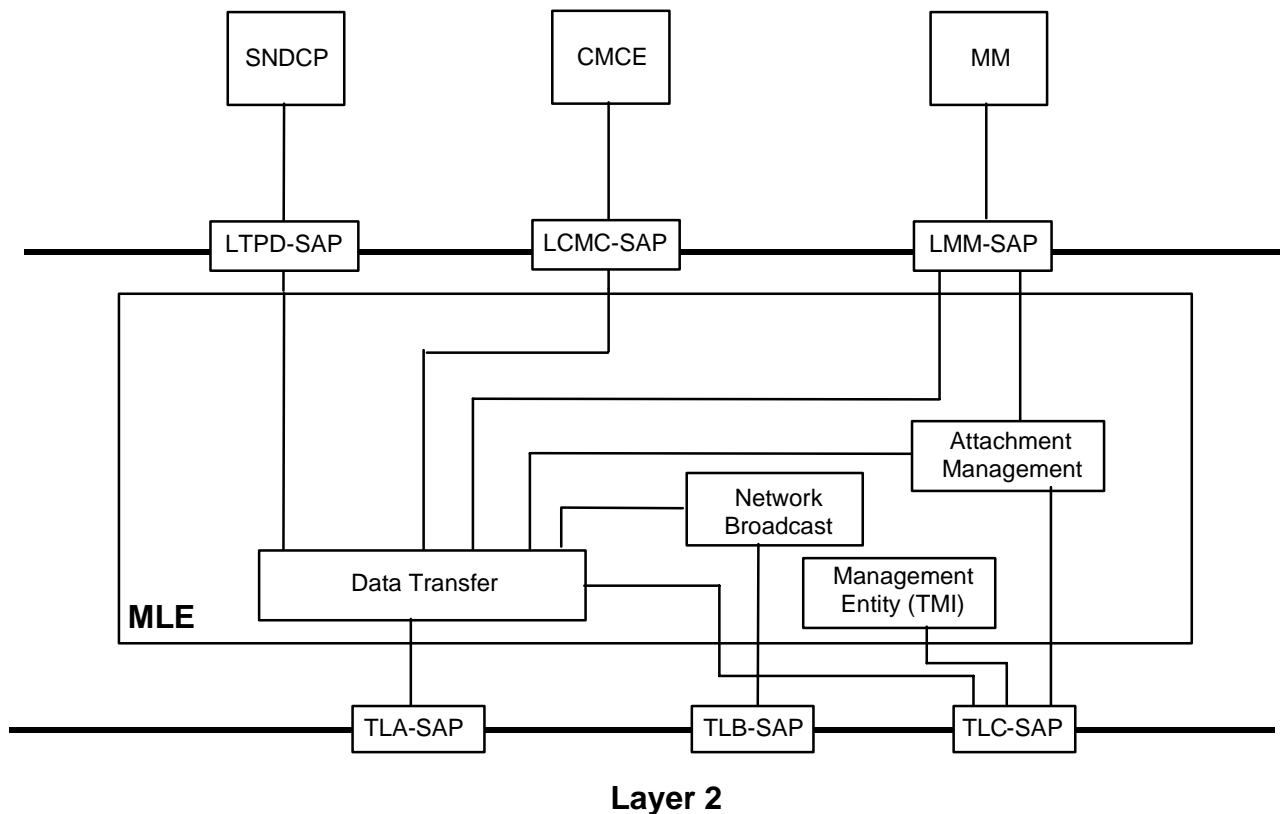 SNDCP
CMCE
MM
LTPD-SAP
LCMC-SAP
LMM-SAP
Attachment
Management
Network
Broadcast
Data Transfer
Management
Entity (TMI)
MLE
TLA-SAP
TLB-SAP
TLC-SAP
Layer 2